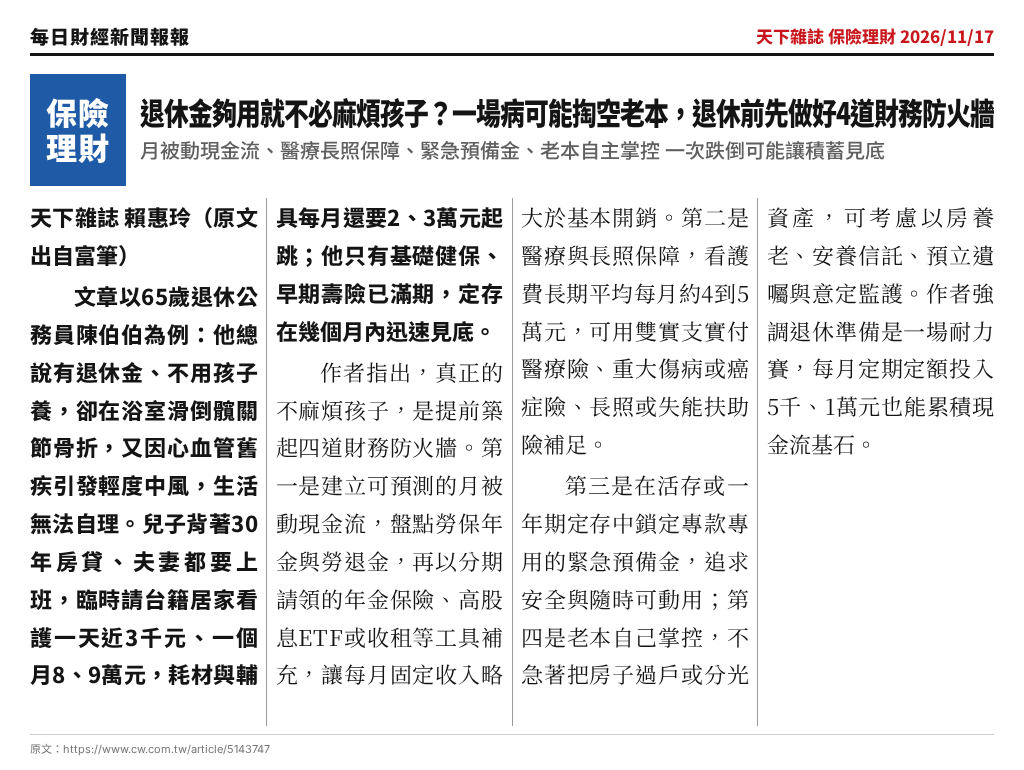 每日財經新聞報報
天下雜誌 保險理財 2026/11/17
保險
理財
退休金夠用就不必麻煩孩子？一場病可能掏空老本，退休前先做好4道財務防火牆
月被動現金流、醫療長照保障、緊急預備金、老本自主掌控 一次跌倒可能讓積蓄見底
天下雜誌 賴惠玲（原文
出自富筆）
文章以65歲退休公
務員陳伯伯為例：他總
說有退休金、不用孩子
養，卻在浴室滑倒髖關
節骨折，又因心血管舊
疾引發輕度中風，生活
無法自理。兒子背著30
年房貸、夫妻都要上
班，臨時請台籍居家看
護一天近3千元、一個
月8、9萬元，耗材與輔
具每月還要2、3萬元起
跳；他只有基礎健保、
早期壽險已滿期，定存
在幾個月內迅速見底。
作者指出，真正的
不麻煩孩子，是提前築
起四道財務防火牆。第
一是建立可預測的月被
動現金流，盤點勞保年
金與勞退金，再以分期
請領的年金保險、高股
息ETF或收租等工具補
充，讓每月固定收入略
大於基本開銷。第二是
醫療與長照保障，看護
費長期平均每月約4到5
萬元，可用雙實支實付
醫療險、重大傷病或癌
症險、長照或失能扶助
險補足。
第三是在活存或一
年期定存中鎖定專款專
用的緊急預備金，追求
安全與隨時可動用；第
四是老本自己掌控，不
急著把房子過戶或分光
資產，可考慮以房養
老、安養信託、預立遺
囑與意定監護。作者強
調退休準備是一場耐力
賽，每月定期定額投入
5千、1萬元也能累積現
金流基石。
原文：https://www.cw.com.tw/article/5143747